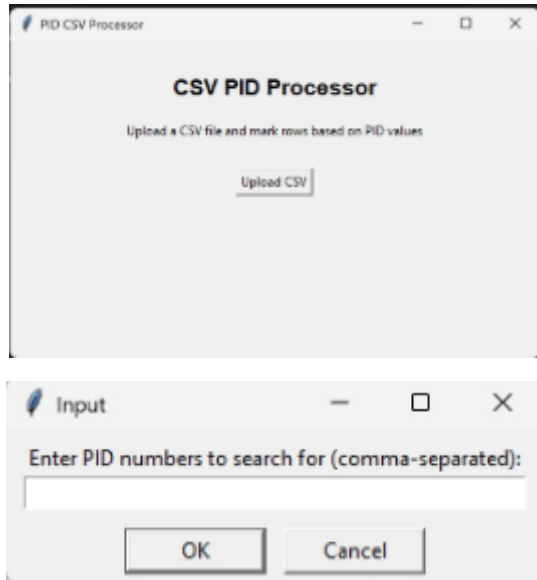 PID CSV Processor
CSV PID Processor
Upload a CSV file and mark rows based on PID values
Upload CSV
Input
Enter PID numbers to search for (comma-separated):
OK Cancel